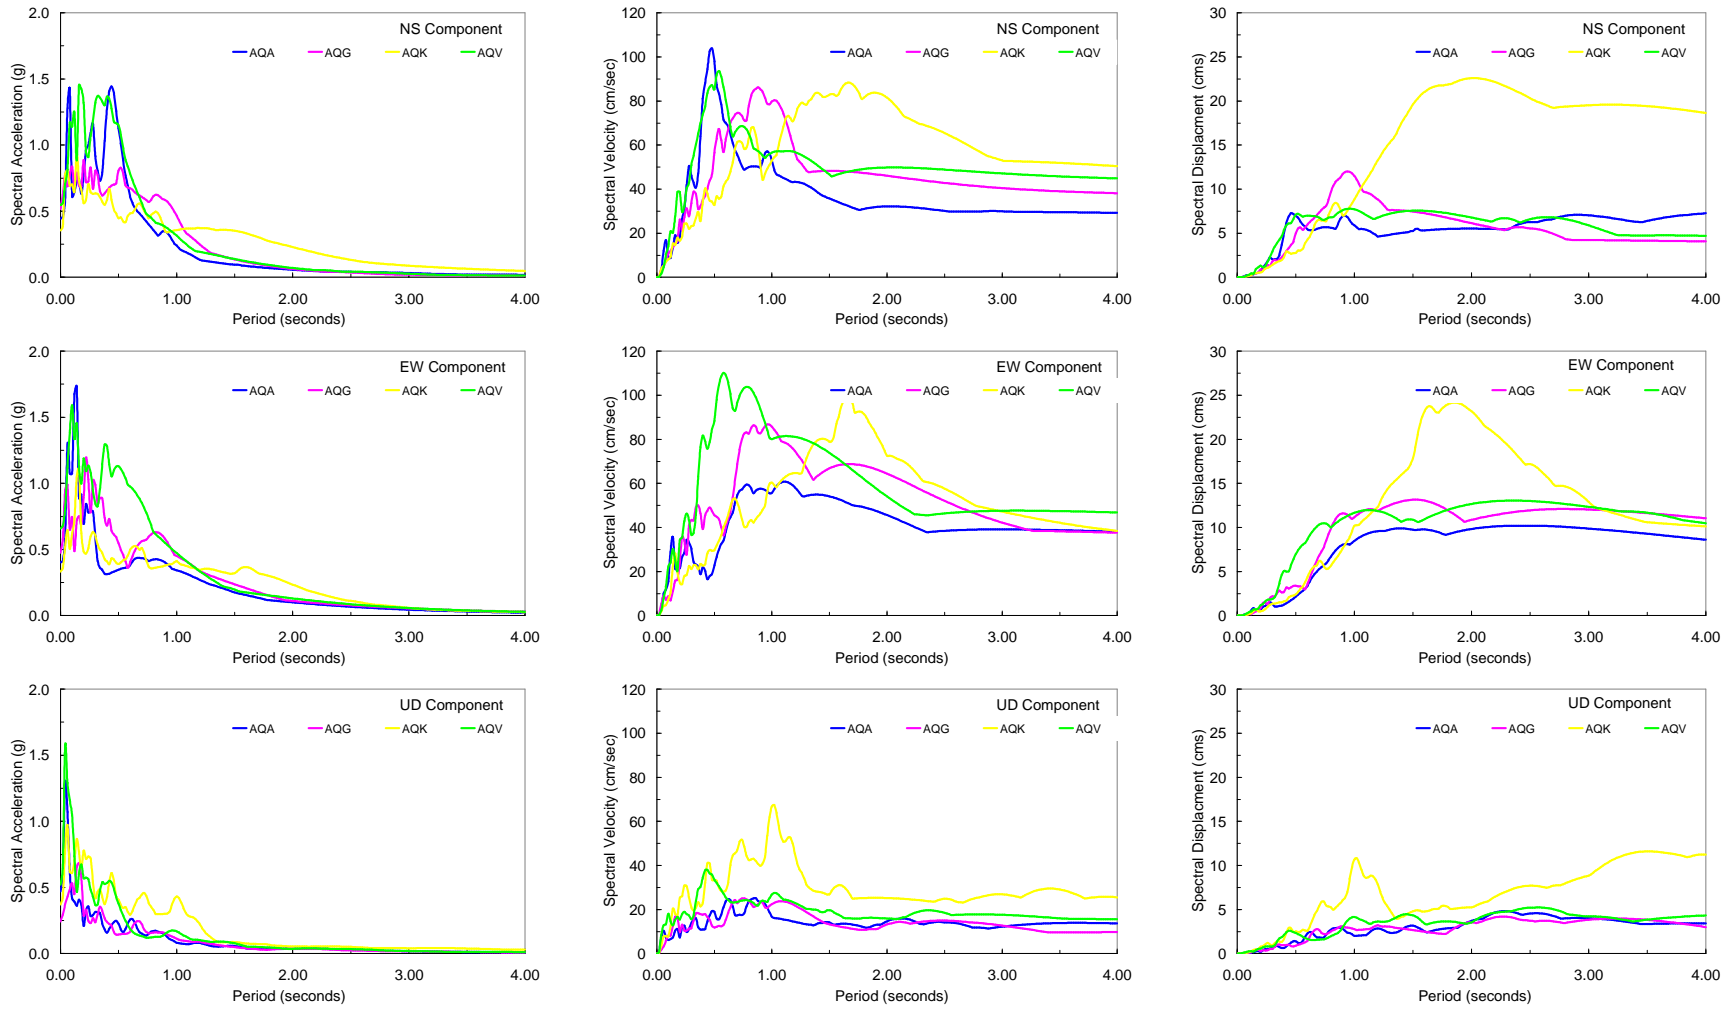 NS Component
AQA AQG AQK AQV
Spectral Acceleration (g)
2.0
1.5
1.0
0.5
0.0
0.00 1.00 2.00 3.00 4.00
Period (seconds)
NS Component
AQA AQG AQK AQV
Spectral Velocity (cm/sec)
120
100
80
60
40
20
0
0.00 1.00 2.00 3.00 4.00
Period (seconds)
NS Component
AQA AQG AQK AQV
Spectral Displacment (cms)
30
25
20
15
10
5
0
0.00 1.00 2.00 3.00 4.00
Period (seconds)
EW Component
AQA AQG AQK AQV
Spectral Acceleration (g)
2.0
1.5
1.0
0.5
0.0
0.00 1.00 2.00 3.00 4.00
Period (seconds)
EW Component
AQA AQG AQK AQV
Spectral Velocity (cm/sec)
120
100
80
60
40
20
0
0.00 1.00 2.00 3.00 4.00
Period (seconds)
EW Component
AQA AQG AQK AQV
Spectral Displacment (cms)
30
25
20
15
10
5
0
0.00 1.00 2.00 3.00 4.00
Period (seconds)
UD Component
AQA AQG AQK AQV
Spectral Acceleration (g)
2.0
1.5
1.0
0.5
0.0
0.00 1.00 2.00 3.00 4.00
Period (seconds)
UD Component
AQA AQG AQK AQV
Spectral Velocity (cm/sec)
120
100
80
60
40
20
0
0.00 1.00 2.00 3.00 4.00
Period (seconds)
UD Component
AQA AQG AQK AQV
Spectral Displacment (cms)
30
25
20
15
10
5
0
0.00 1.00 2.00 3.00 4.00
Period (seconds)